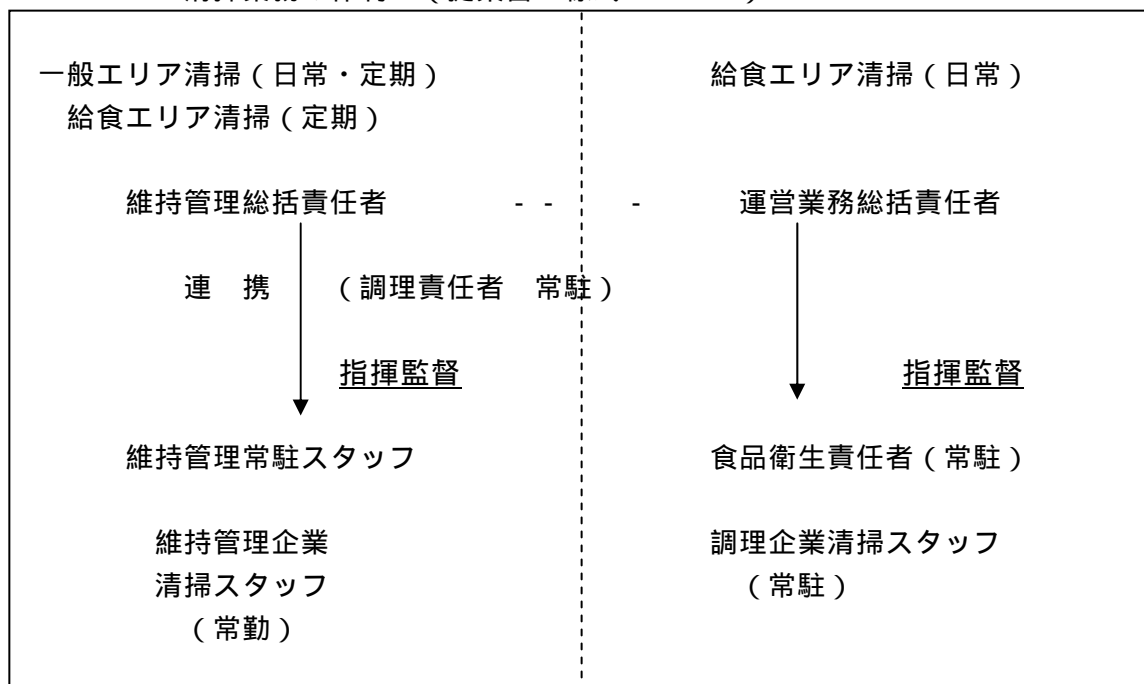 一般エリア清掃（日常・定期）
給食エリア清掃（定期）
給食エリア清掃（日常）
維持管理総括責任者 - - - 運営業務総括責任者
連 携 （調理責任者 常駐）
指揮監督
指揮監督
維持管理常駐スタッフ
食品衛生責任者（常駐）
維持管理企業
清掃スタッフ
（常勤）
調理企業清掃スタッフ
（常駐）